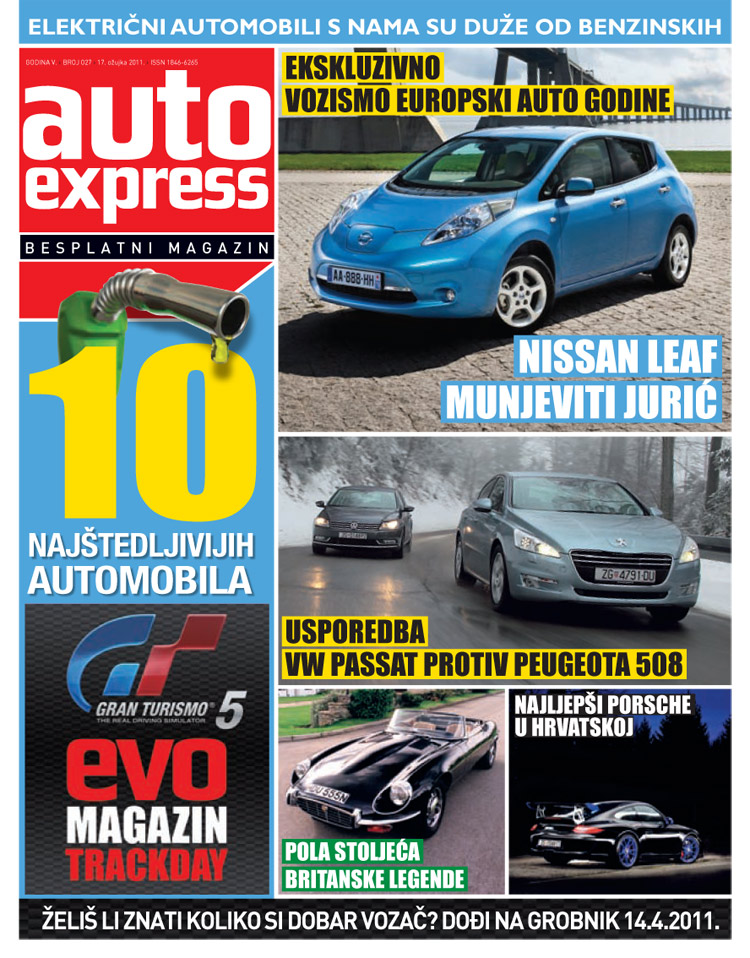 ELEKTRIČNI AUTOMOBILI S NAMA SU DUŽE OD BENZINSKIH
GODINA V. BROJ 027 17. ožujka 2011. ISSN 1846-6265
auto
express
BESPLATNI MAGAZIN
EKSKLUZIVNO
VOZISMO EUROPSKI AUTO GODINE
AA-888-HH
NISSAN LEAF
MUNJEVITI JURIĆ
10
NAJŠTEDLJIVIJIH
AUTOMOBILA
ZG 4791-DU
USPOREDBA
VW PASSAT PROTIV PEUGEOTA 508
GRAN TURISMO 5
THE REAL DRIVING SIMULATOR
evo
MAGAZIN
TRACKDAY
POLA STOLJEĆA
BRITANSKE LEGENDE
NAJLJEPŠI PORSCHE
U HRVATSKOJ
ŽELIŠ LI ZNATI KOLIKO SI DOBAR VOZAČ? DOĐI NA GROBNIK 14.4.2011.